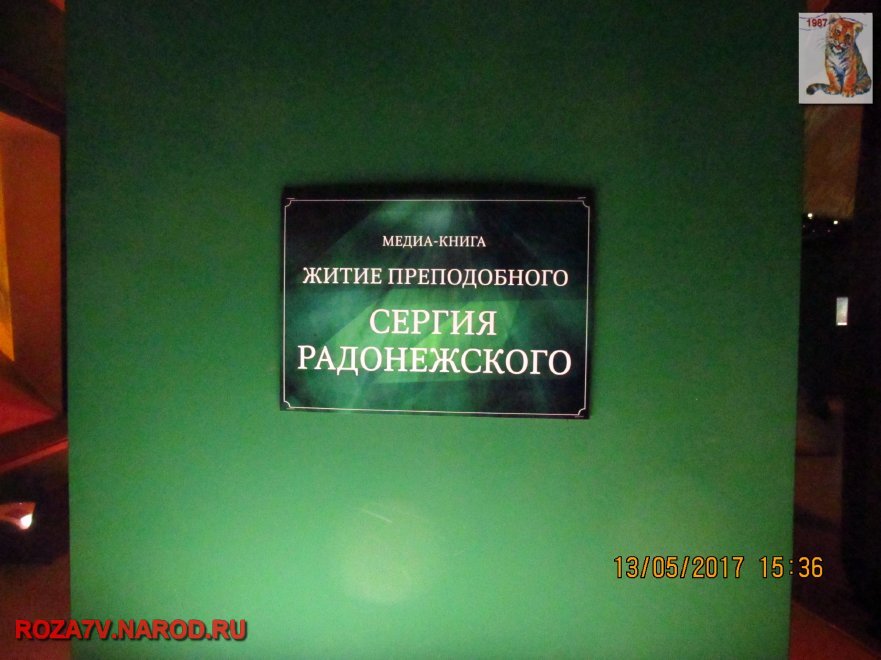 1987
МЕДИА-КНИГА
ЖИТИЕ ПРЕПОДОБНОГО
СЕРГИЯ
РАДОНЕЖСКОГО
13/05/2017 15:36
ROZA7V.NAROD.RU